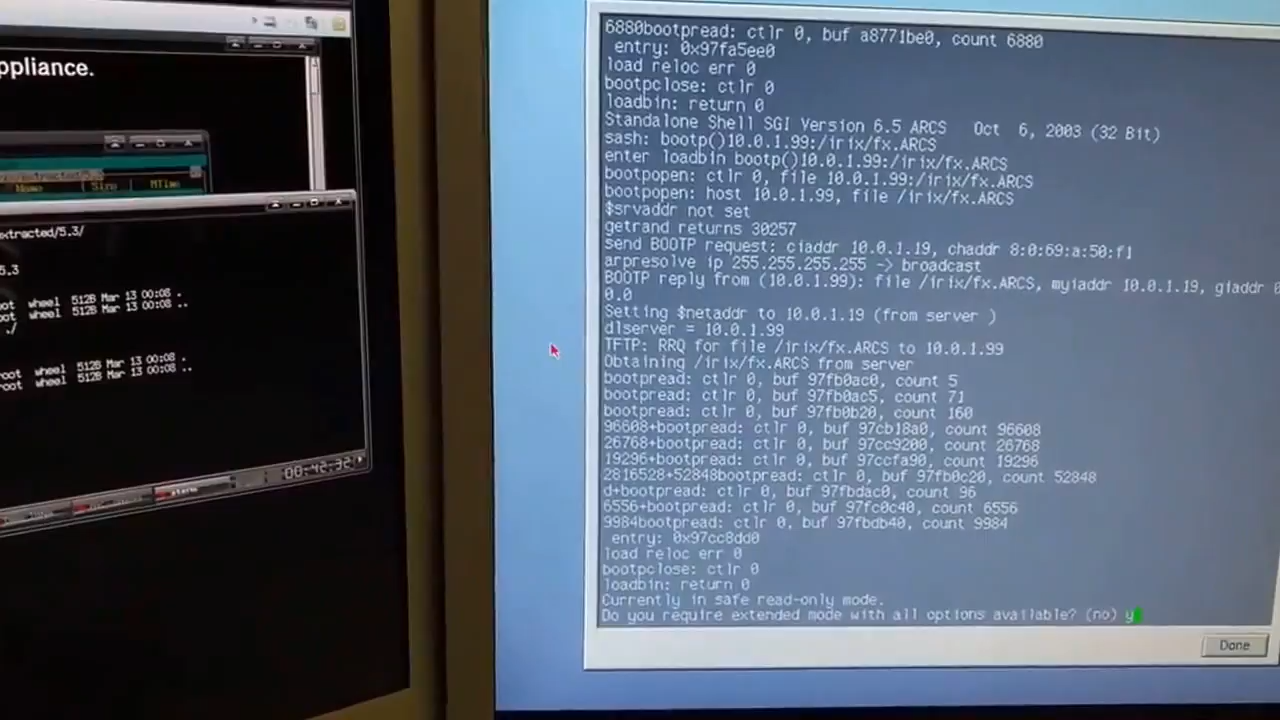 ppliance.
Name Size MTime
extracted/5.3/
5.3
oot wheel 512B Mar 13 00:08 .
oot wheel 512B Mar 13 00:08 ..
./
oot wheel 512B Mar 13 00:08 .
root wheel 512B Mar 13 00:08 ..
00:42:32
6880bootpread: ctlr 0, buf a8771be0, count 6880
entry: 0x97fa5ee0
load reloc err 0
bootpclose: ctlr 0
loadbin: return 0
Standalone Shell SGI Version 6.5 ARCS Oct 6, 2003 (32 Bit)
sash: bootp()10.0.1.99:/irix/fx.ARCS
enter loadbin bootp()10.0.1.99:/irix/fx.ARCS
bootpopen: ctlr 0, file 10.0.1.99:/irix/fx.ARCS
bootpopen: host 10.0.1.99, file /irix/fx.ARCS
$srvaddr not set
getrand returns 30257
send BOOTP request: ciaddr 10.0.1.19, chaddr 8:0:69:a:50:f1
arpresolve ip 255.255.255.255 -> broadcast
BOOTP reply from (10.0.1.99): file /irix/fx.ARCS, myiaddr 10.0.1.19, giaddr 0
0.0
Setting $netaddr to 10.0.1.19 (from server )
dlserver = 10.0.1.99
TFTP: RRQ for file /irix/fx.ARCS to 10.0.1.99
Obtaining /irix/fx.ARCS from server
bootpread: ctlr 0, buf 97fb0ac0, count 5
bootpread: ctlr 0, buf 97fb0ac5, count 71
bootpread: ctlr 0, buf 97fb0b20, count 160
96608+bootpread: ctlr 0, buf 97cb18a0, count 96608
26768+bootpread: ctlr 0, buf 97cc9200, count 26768
19296+bootpread: ctlr 0, buf 97ccfa90, count 19296
2816528+52848bootpread: ctlr 0, buf 97fb0c20, count 52848
d+bootpread: ctlr 0, buf 97fbdac0, count 96
6556+bootpread: ctlr 0, buf 97fc0c40, count 6556
9984bootpread: ctlr 0, buf 97fbdb40, count 9984
entry: 0x97cc8dd0
load reloc err 0
bootpclose: ctlr 0
loadbin: return 0
Currently in safe read-only mode.
Do you require extended mode with all options available? (no) y
Done